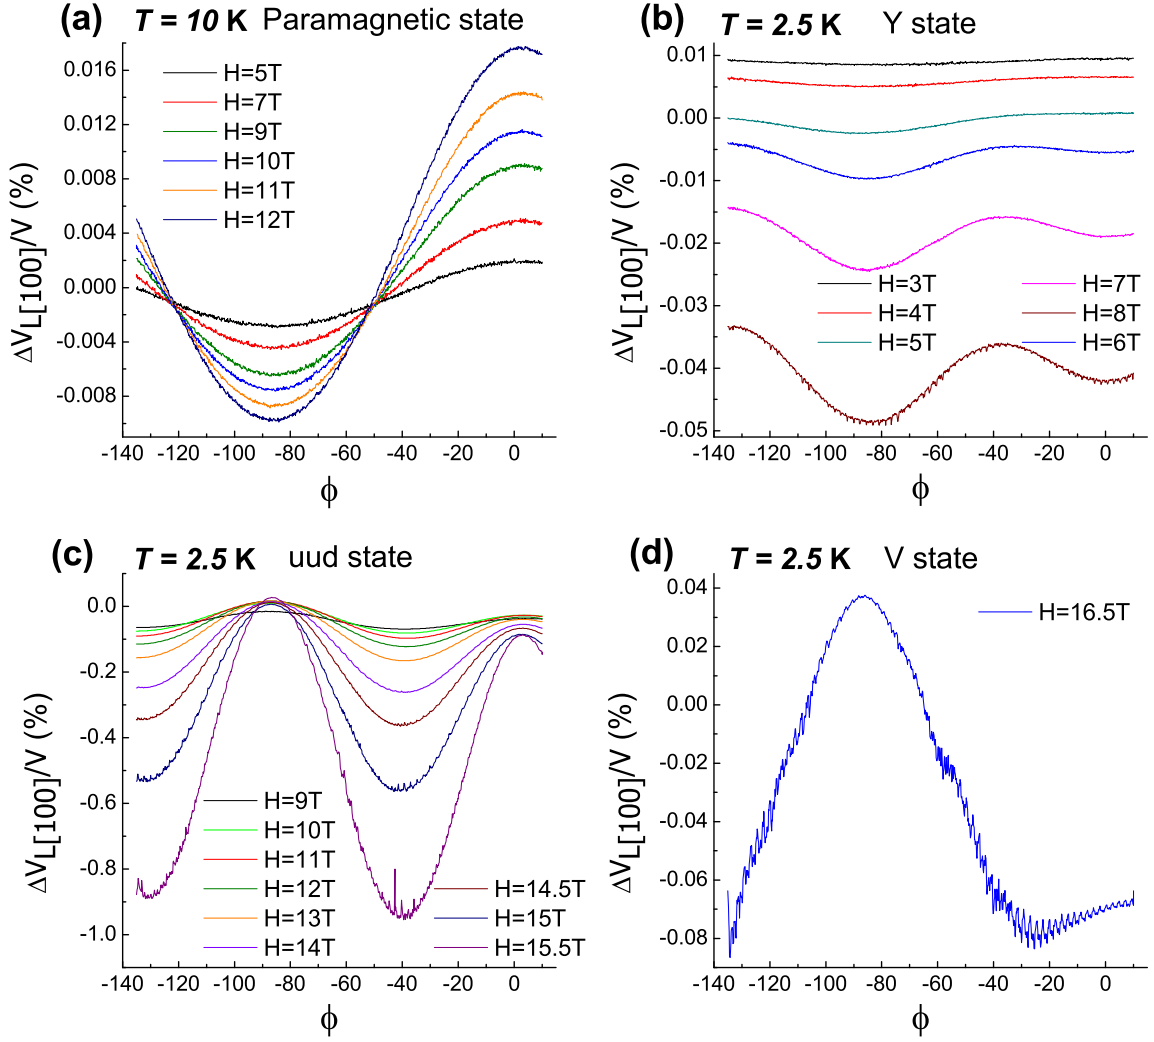 (a) T = 10 K Paramagnetic state
0.016
0.012
0.008
0.004
0.000
-0.004
-0.008
ΔV_L[100]/V (%)
H=5T
H=7T
H=9T
H=10T
H=11T
H=12T
-140 -120 -100 -80 -60 -40 -20 0
ϕ
(b) T = 2.5 K Y state
0.01
0.00
-0.01
-0.02
-0.03
-0.04
-0.05
ΔV_L[100]/V (%)
H=3T H=7T
H=4T H=8T
H=5T H=6T
-140 -120 -100 -80 -60 -40 -20 0
ϕ
(c) T = 2.5 K uud state
0.0
-0.2
-0.4
-0.6
-0.8
-1.0
ΔV_L[100]/V (%)
H=9T
H=10T
H=11T
H=12T H=14.5T
H=13T H=15T
H=14T H=15.5T
-140 -120 -100 -80 -60 -40 -20 0
ϕ
(d) T = 2.5 K V state
0.04
0.02
0.00
-0.02
-0.04
-0.06
-0.08
ΔV_L[100]/V (%)
H=16.5T
-140 -120 -100 -80 -60 -40 -20 0
ϕ